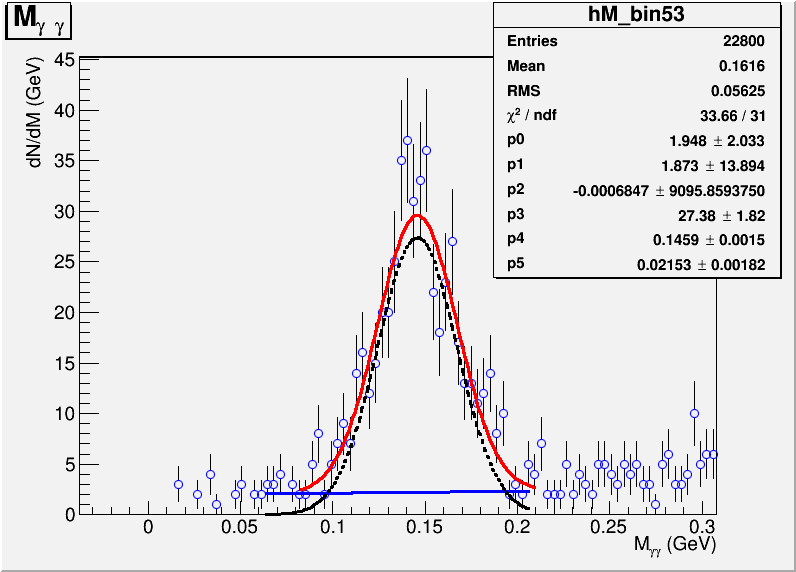 M γ γ
hM_bin53
Entries 22800
Mean 0.1616
RMS 0.05625
χ² / ndf 33.66 / 31
p0 1.948 ± 2.033
p1 1.873 ± 13.894
p2 -0.0006847 ± 9095.8593750
p3 27.38 ± 1.82
p4 0.1459 ± 0.0015
p5 0.02153 ± 0.00182
dN/dM (GeV)
45
40
35
30
25
20
15
10
5
0
0 0.05 0.1 0.15 0.2 0.25 0.3
Mγγ (GeV)